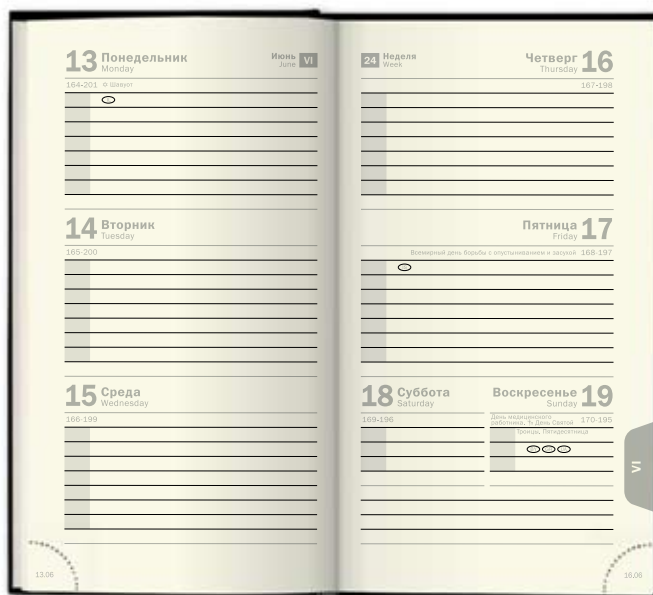 13 Понедельник Июнь VI
Monday June
164-201 ✡ Шавуот
14 Вторник
Tuesday
165-200
15 Среда
Wednesday
166-199
13.06
24 Неделя Четверг 16
Week Thursday
167-198
Пятница 17
Friday
Всемирный день борьбы с опустыниванием и засухой 168-197
18 Суббота
Saturday
169-196
Воскресенье 19
Sunday
День медицинского
работника, День Святой 170-195
Троицы, Пятидесятница
VI
16.06